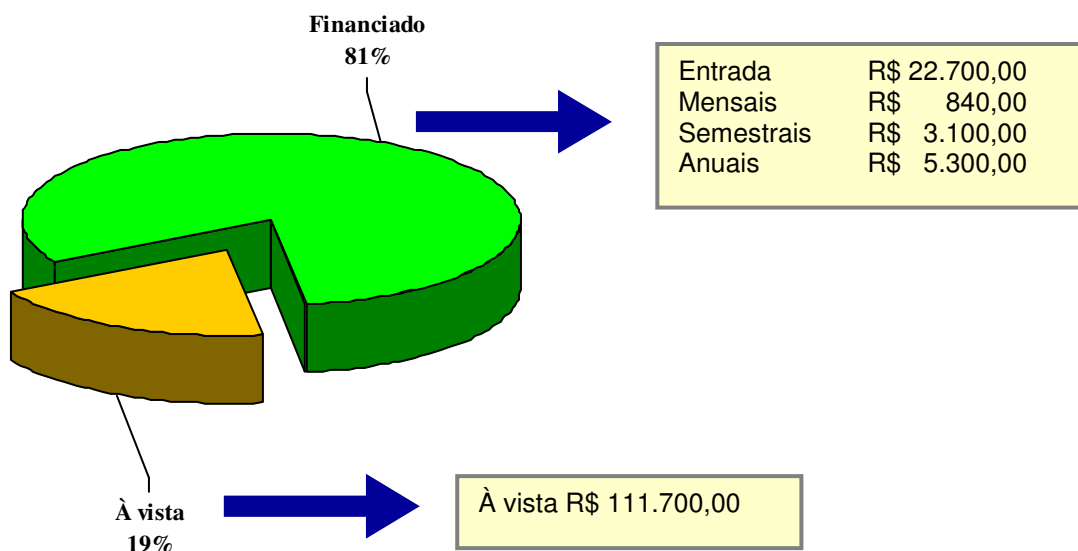 Financiado
81%
Entrada R$ 22.700,00
Mensais R$ 840,00
Semestrais R$ 3.100,00
Anuais R$ 5.300,00
À vista
19%
À vista R$ 111.700,00